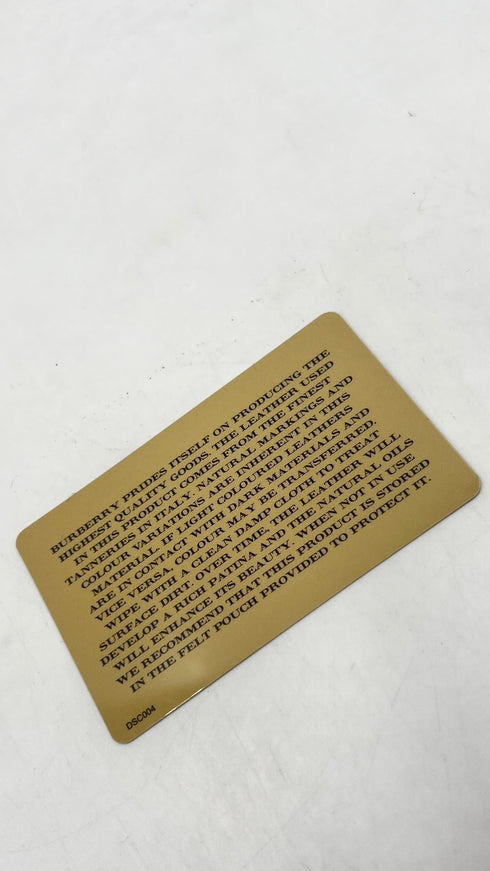 BURBERRY PRIDES ITSELF ON PRODUCING THE
HIGHEST QUALITY GOODS. THE LEATHER USED
IN THIS PRODUCT COMES FROM THE FINEST
TANNERIES IN ITALY. NATURAL MARKINGS AND
COLOUR VARIATIONS ARE INHERENT IN THIS
MATERIAL. IF LIGHT COLOURED LEATHERS
ARE IN CONTACT WITH DARK MATERIALS AND
VICE VERSA, COLOUR MAY BE TRANSFERRED.
WIPE WITH A CLEAN DAMP CLOTH TO TREAT
SURFACE DIRT. OVER TIME, THE LEATHER WILL
DEVELOP A RICH PATINA AND THE NATURAL OILS
WILL ENHANCE ITS BEAUTY. WHEN NOT IN USE
WE RECOMMEND THAT THIS PRODUCT IS STORED
IN THE FELT POUCH PROVIDED TO PROTECT IT.
DSC004